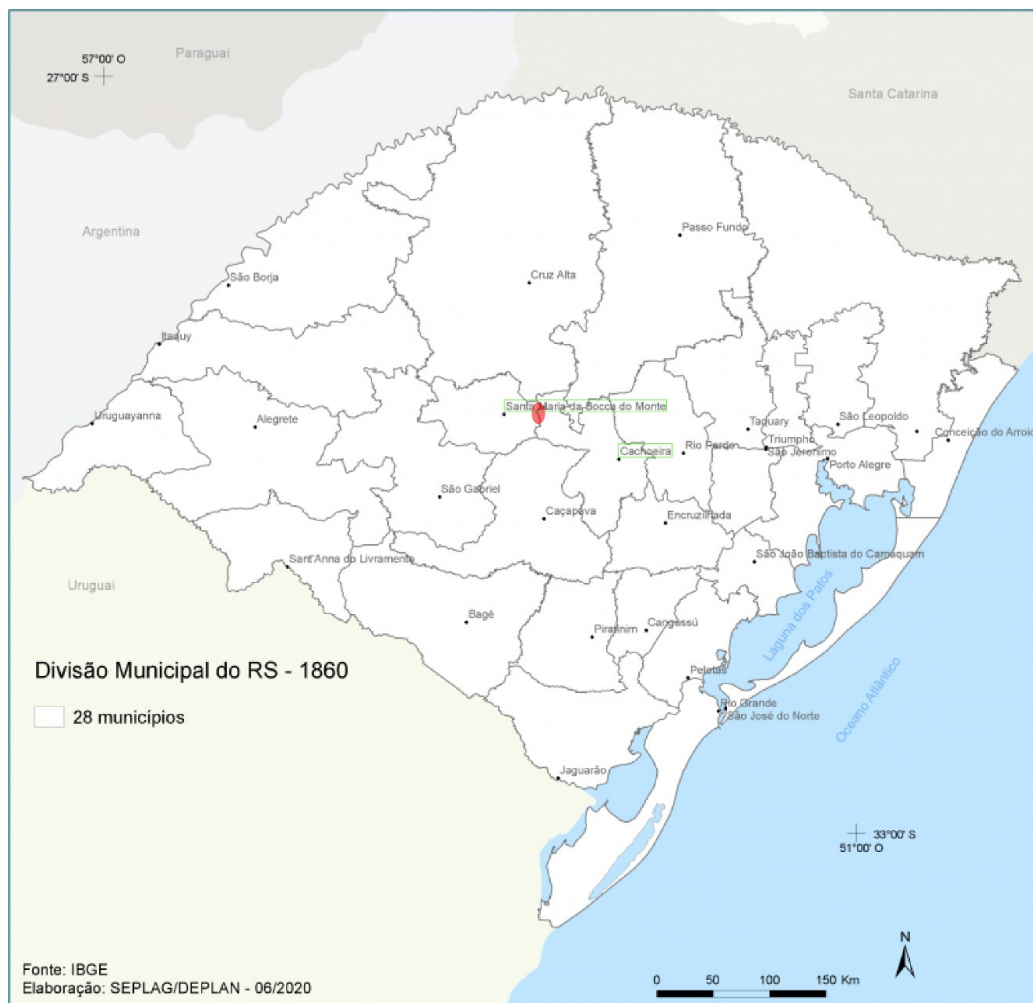 57°00' O
27°00' S
Paraguai
Santa Catarina
Argentina
Passo Fundo
São Borja
Cruz Alta
Itaquy
Uruguayanna
Alegrete
Santa Maria da Bocca do Monte
Taquary
São Leopoldo
Conceição do Arroio
Triumpho
São Jeronimo
Cachoeira
Rio Pardo
Porto Alegre
São Gabriel
Caçapava
Encruzilhada
Sant'Anna do Livramento
São João Baptista do Camaquam
Uruguai
Bagé
Piratinim
Cangessú
Laguna dos Patos
Divisão Municipal do RS - 1860
Pelotas
28 municípios
Rio Grande
São José do Norte
Oceano Atlântico
Jaguarão
33°00' S
51°00' O
N
Fonte: IBGE
Elaboração: SEPLAG/DEPLAN - 06/2020
0 50 100 150 Km